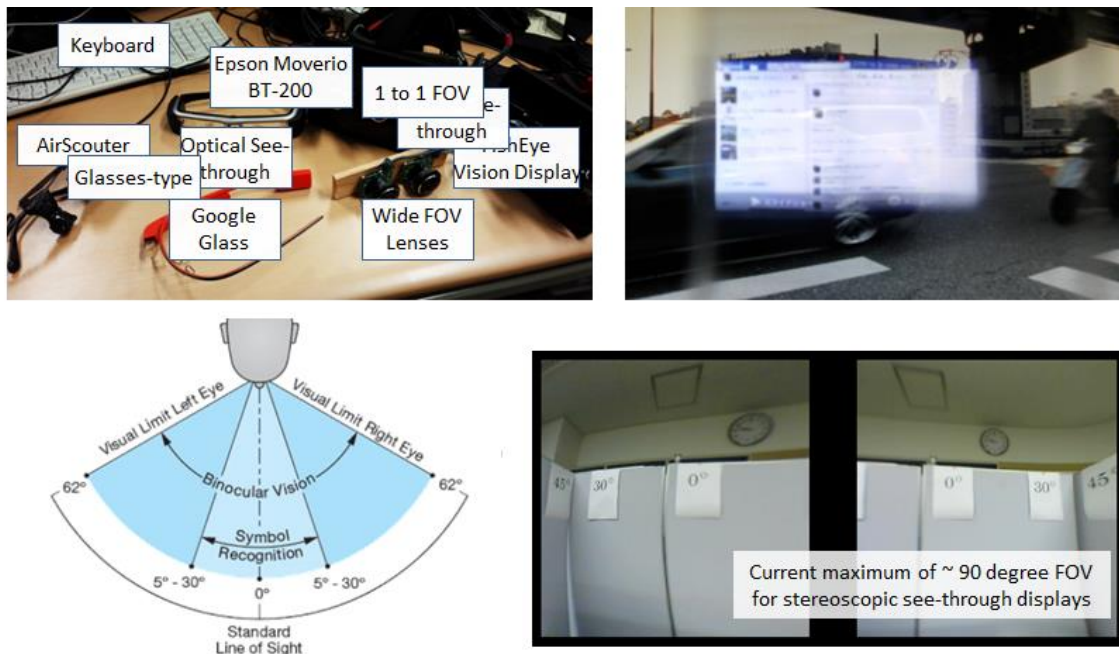 Keyboard
Epson Moverio
BT-200
1 to 1 FOV
through
AirScouter
Optical See-
through
Vision Display
Glasses-type
Google
Glass
Wide FOV
Lenses
Visual Limit Left Eye
Visual Limit Right Eye
62°
Binocular Vision
62°
Symbol
Recognition
5° - 30°
0°
5° - 30°
Standard
Line of Sight
45°
30°
0°
0°
30°
45
Current maximum of ~ 90 degree FOV
for stereoscopic see-through displays